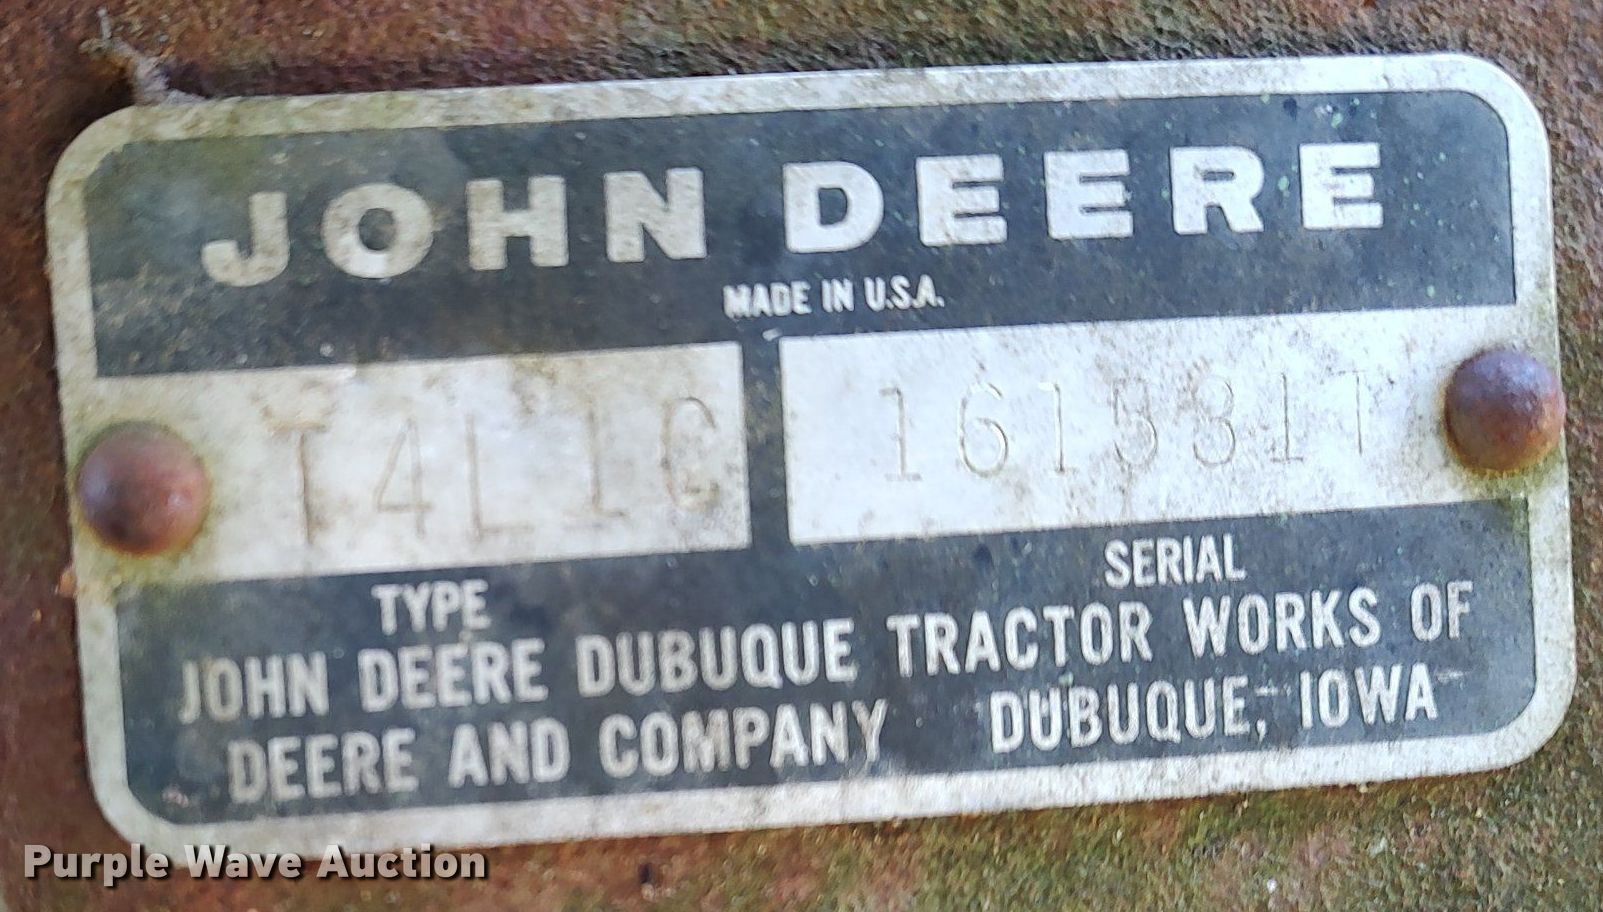 JOHN DEERE
MADE IN U.S.A.
T4L1C 161531T
TYPE SERIAL
JOHN DEERE DUBUQUE TRACTOR WORKS OF
DEERE AND COMPANY DUBUQUE, IOWA
Purple Wave Auction